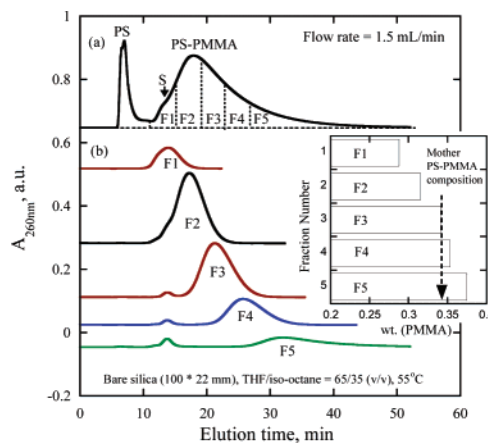 PS
PS-PMMA
Flow rate = 1.5 mL/min
(a)
S
F1 F2 F3 F4 F5
1
0.8
0.6
0.4
0.2
0
-0.2
A260nm, a.u.
(b)
F1
F2
F3
F4
F5
Fraction Number
1
2
3
4
5
F1
F2
F3
F4
F5
Mother
PS-PMMA
composition
0.2 0.25 0.3 0.35 0.4
wt. (PMMA)
Bare silica (100 * 22 mm), THF/iso-octane = 65/35 (v/v), 55°C
0 10 20 30 40 50 60
Elution time, min